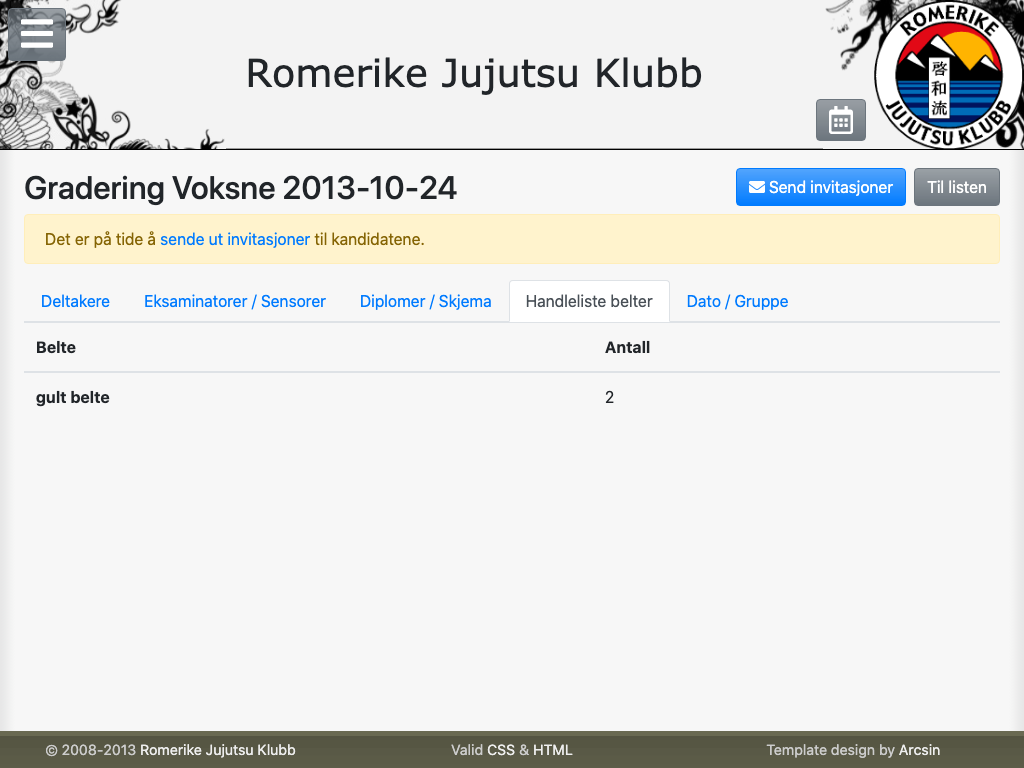 Romerike Jujutsu Klubb
ROMERIKE
啓和流
JUJUTSU KLUBB
Gradering Voksne 2013-10-24
Send invitasjoner
Til listen
Det er på tide å sende ut invitasjoner til kandidatene.
Deltakere Eksaminatorer / Sensorer Diplomer / Skjema Handleliste belter Dato / Gruppe
Belte Antall
gult belte 2
© 2008-2013 Romerike Jujutsu Klubb Valid CSS & HTML Template design by Arcsin